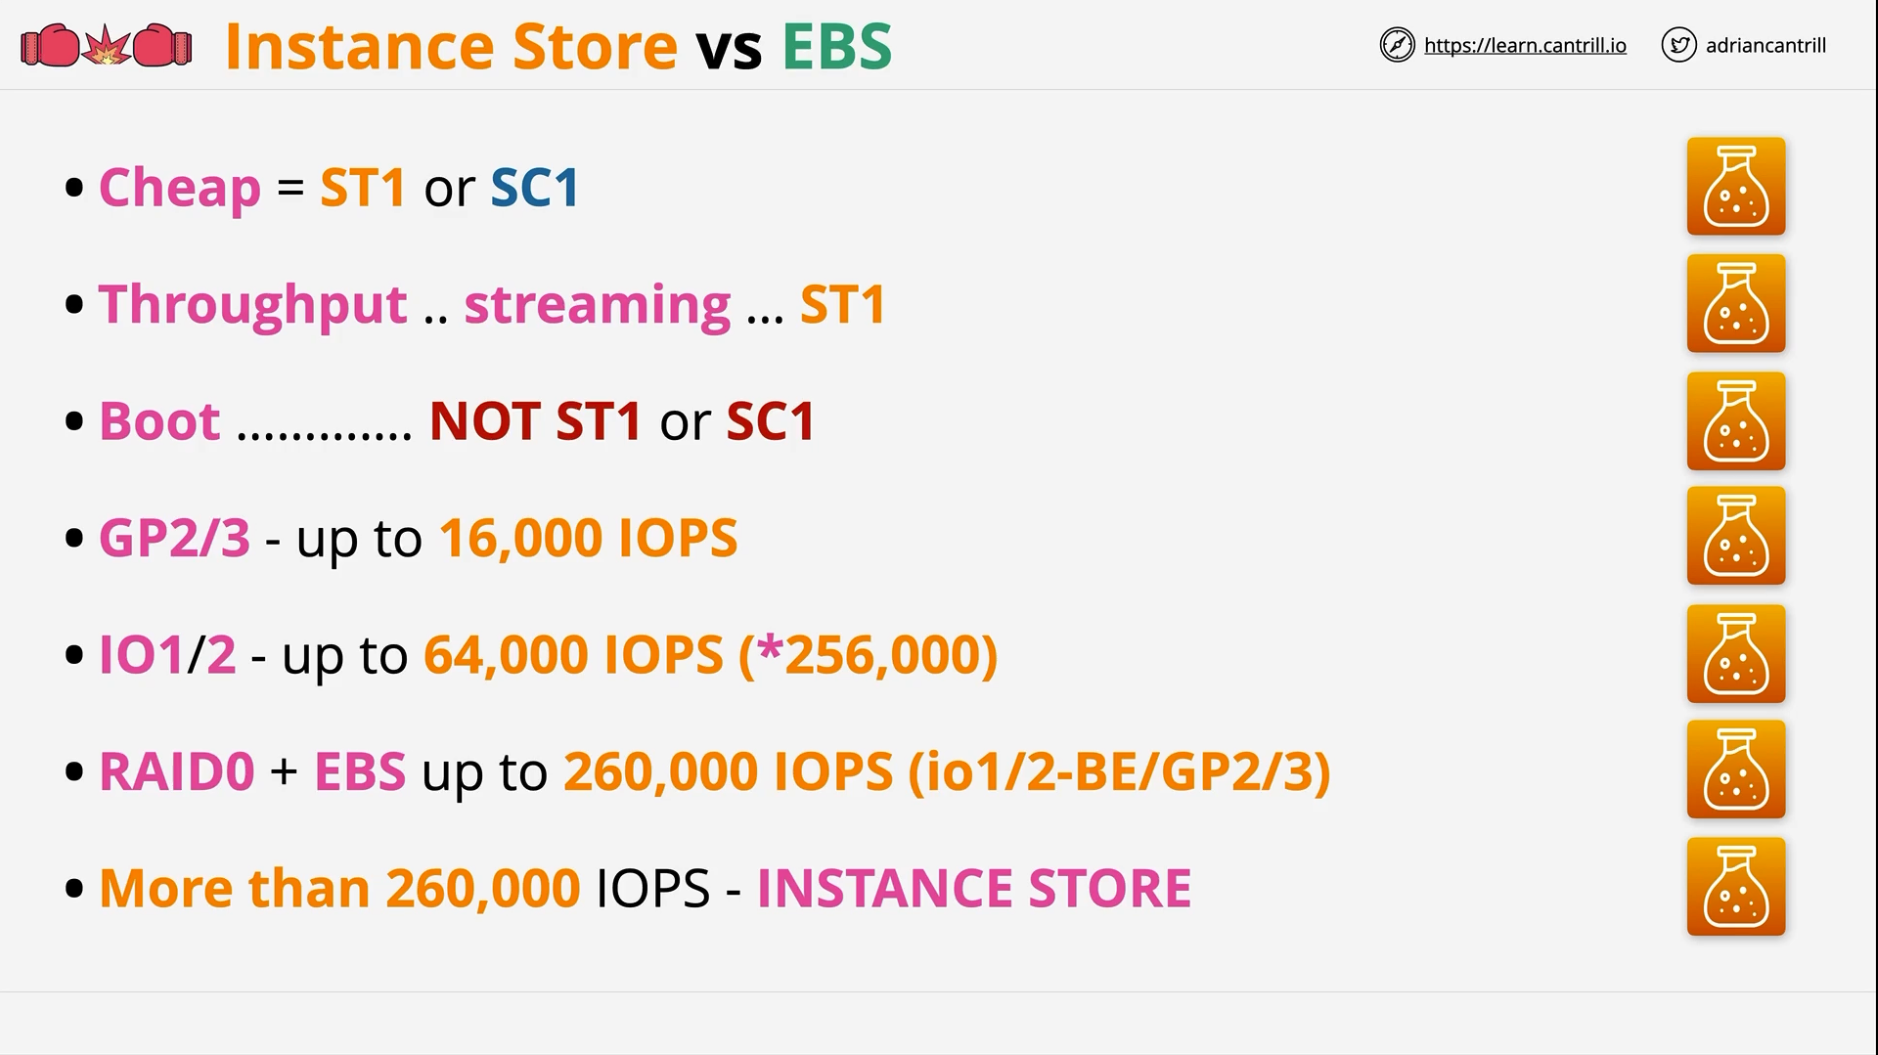 Instance Store vs EBS
https://learn.cantrill.io
adriancantrill
• Cheap = ST1 or SC1
• Throughput .. streaming ... ST1
• Boot ............. NOT ST1 or SC1
• GP2/3 - up to 16,000 IOPS
• IO1/2 - up to 64,000 IOPS (*256,000)
• RAID0 + EBS up to 260,000 IOPS (io1/2-BE/GP2/3)
• More than 260,000 IOPS - INSTANCE STORE